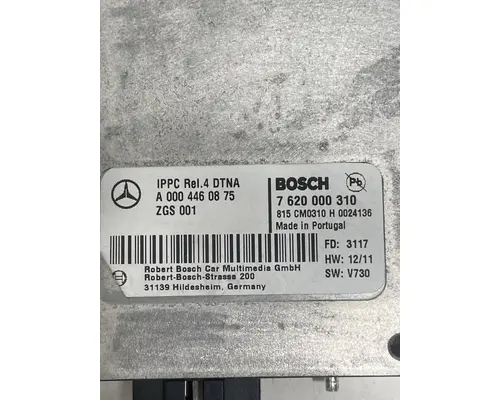 IPPC Rel.4 DTNA
A 000 446 08 75
ZGS 001
BOSCH
Pb
7 620 000 310
815 CM0310 H 0024136
Made in Portugal
FD: 3117
HW: 12/11
SW: V730
Robert Bosch Car Multimedia GmbH
Robert-Bosch-Strasse 200
31139 Hildesheim, Germany